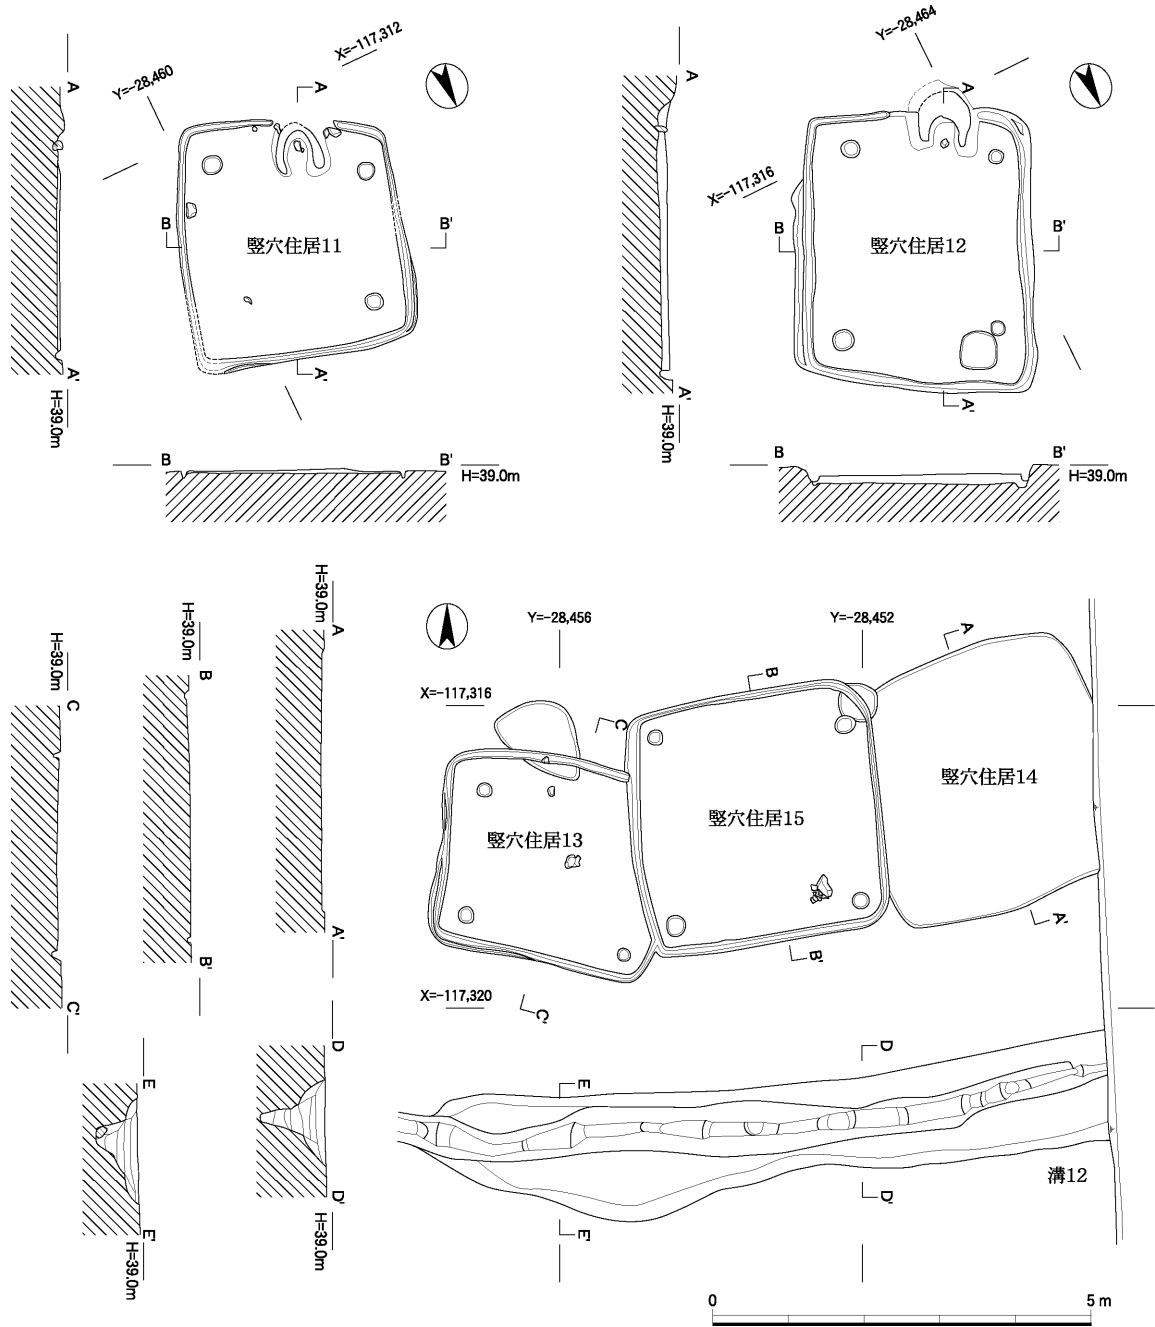 X=-117,312
Y=-28,460
A
A
B
B'
竪穴住居11
A'
A'
H=39.0m
B
B'
H=39.0m
Y=-28,464
A
A
X=-117,316
B
B'
竪穴住居12
A'
A'
H=39.0m
B
B'
H=39.0m
H=39.0m
A
A'
H=39.0m
B
B'
H=39.0m
C
C'
Y=-28,456
Y=-28,452
X=-117,316
A
B
C
竪穴住居14
竪穴住居15
竪穴住居13
A'
B'
C'
X=-117,320
D
E
溝12
D'
E'
D
D'
H=39.0m
E
E'
H=39.0m
0
5 m